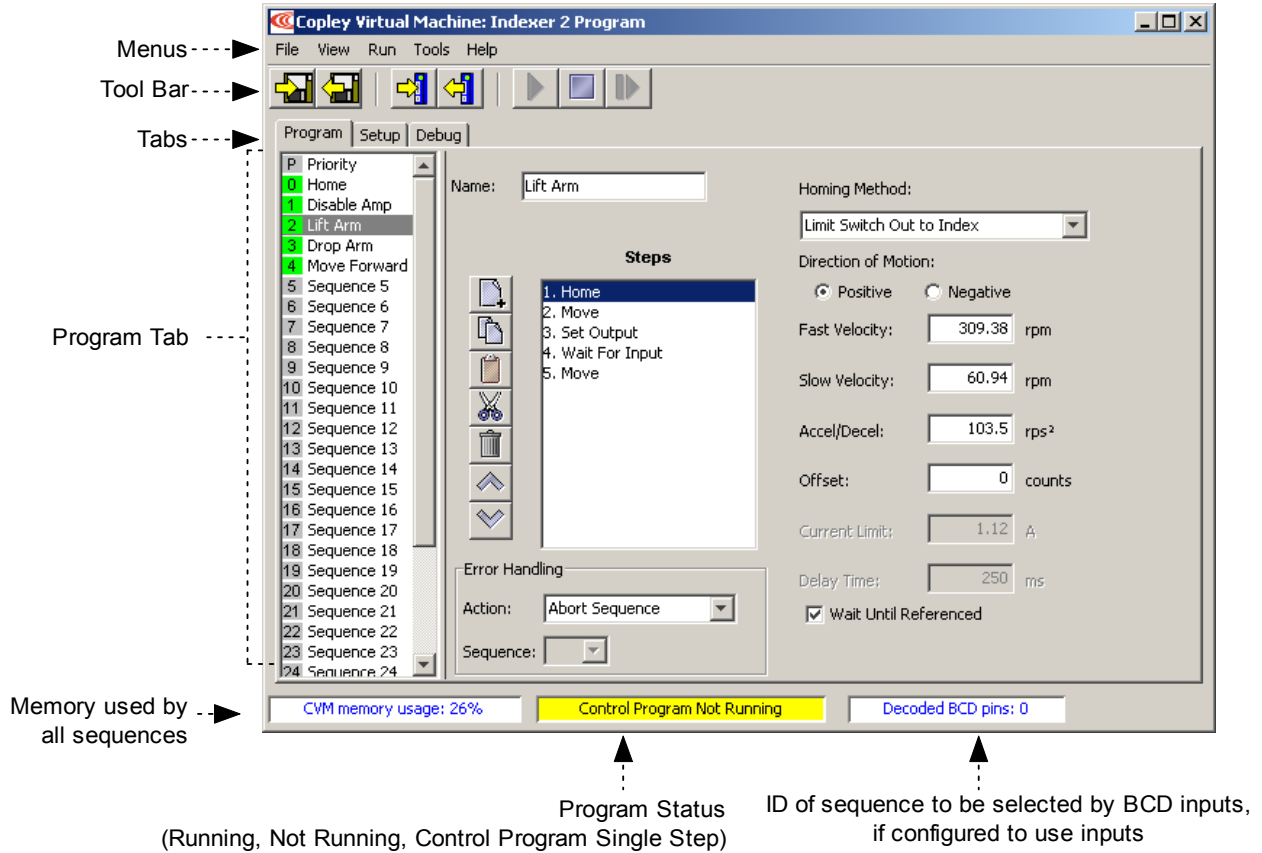 Copley Virtual Machine: Indexer 2 Program
Menus
File View Run Tools Help
Tool Bar
Tabs
Program Setup Debug
Program Tab
P Priority
0 Home
1 Disable Amp
2 Lift Arm
3 Drop Arm
4 Move Forward
5 Sequence 5
6 Sequence 6
7 Sequence 7
8 Sequence 8
9 Sequence 9
10 Sequence 10
11 Sequence 11
12 Sequence 12
13 Sequence 13
14 Sequence 14
15 Sequence 15
16 Sequence 16
17 Sequence 17
18 Sequence 18
19 Sequence 19
20 Sequence 20
21 Sequence 21
22 Sequence 22
23 Sequence 23
24 Sequence 24
Name: Lift Arm
Steps
1. Home
2. Move
3. Set Output
4. Wait For Input
5. Move
Error Handling
Action: Abort Sequence
Sequence:
Homing Method:
Limit Switch Out to Index
Direction of Motion:
Positive Negative
Fast Velocity: 309.38 rpm
Slow Velocity: 60.94 rpm
Accel/Decel: 103.5 rps²
Offset: 0 counts
Current Limit: 1.12 A
Delay Time: 250 ms
Wait Until Referenced
Memory used by
all sequences
CVM memory usage: 26% Control Program Not Running Decoded BCD pins: 0
Program Status
(Running, Not Running, Control Program Single Step)
ID of sequence to be selected by BCD inputs,
if configured to use inputs